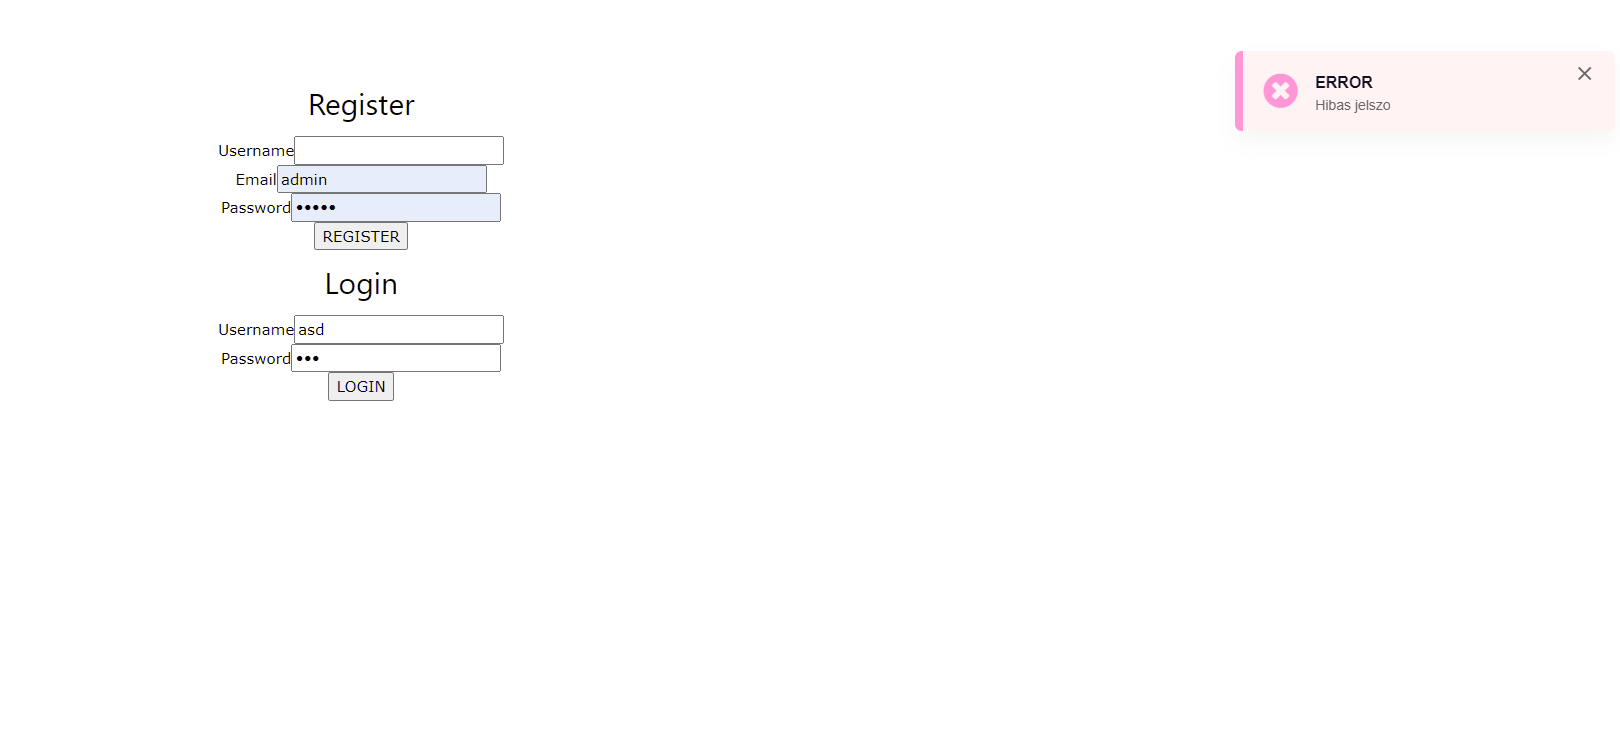 Register
Username
Email admin
Password •••••
REGISTER
Login
Username asd
Password •••
LOGIN
ERROR
Hibas jelszo